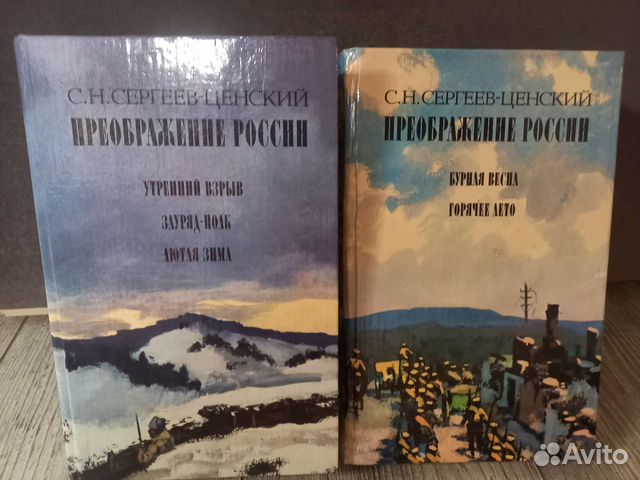 С.Н.СЕРГЕЕВ-ЦЕНСКИЙ
ПРЕОБРАЖЕНИЕ РОССИИ
УТРЕННИЙ ВЗРЫВ
ЗАУРЯД-ПОЛК
ЛЮТАЯ ЗИМА
С.Н.СЕРГЕЕВ-ЦЕНСКИЙ
ПРЕОБРАЖЕНИЕ РОССИИ
БУРНАЯ ВЕСНА
ГОРЯЧЕЕ ЛЕТО
Avito